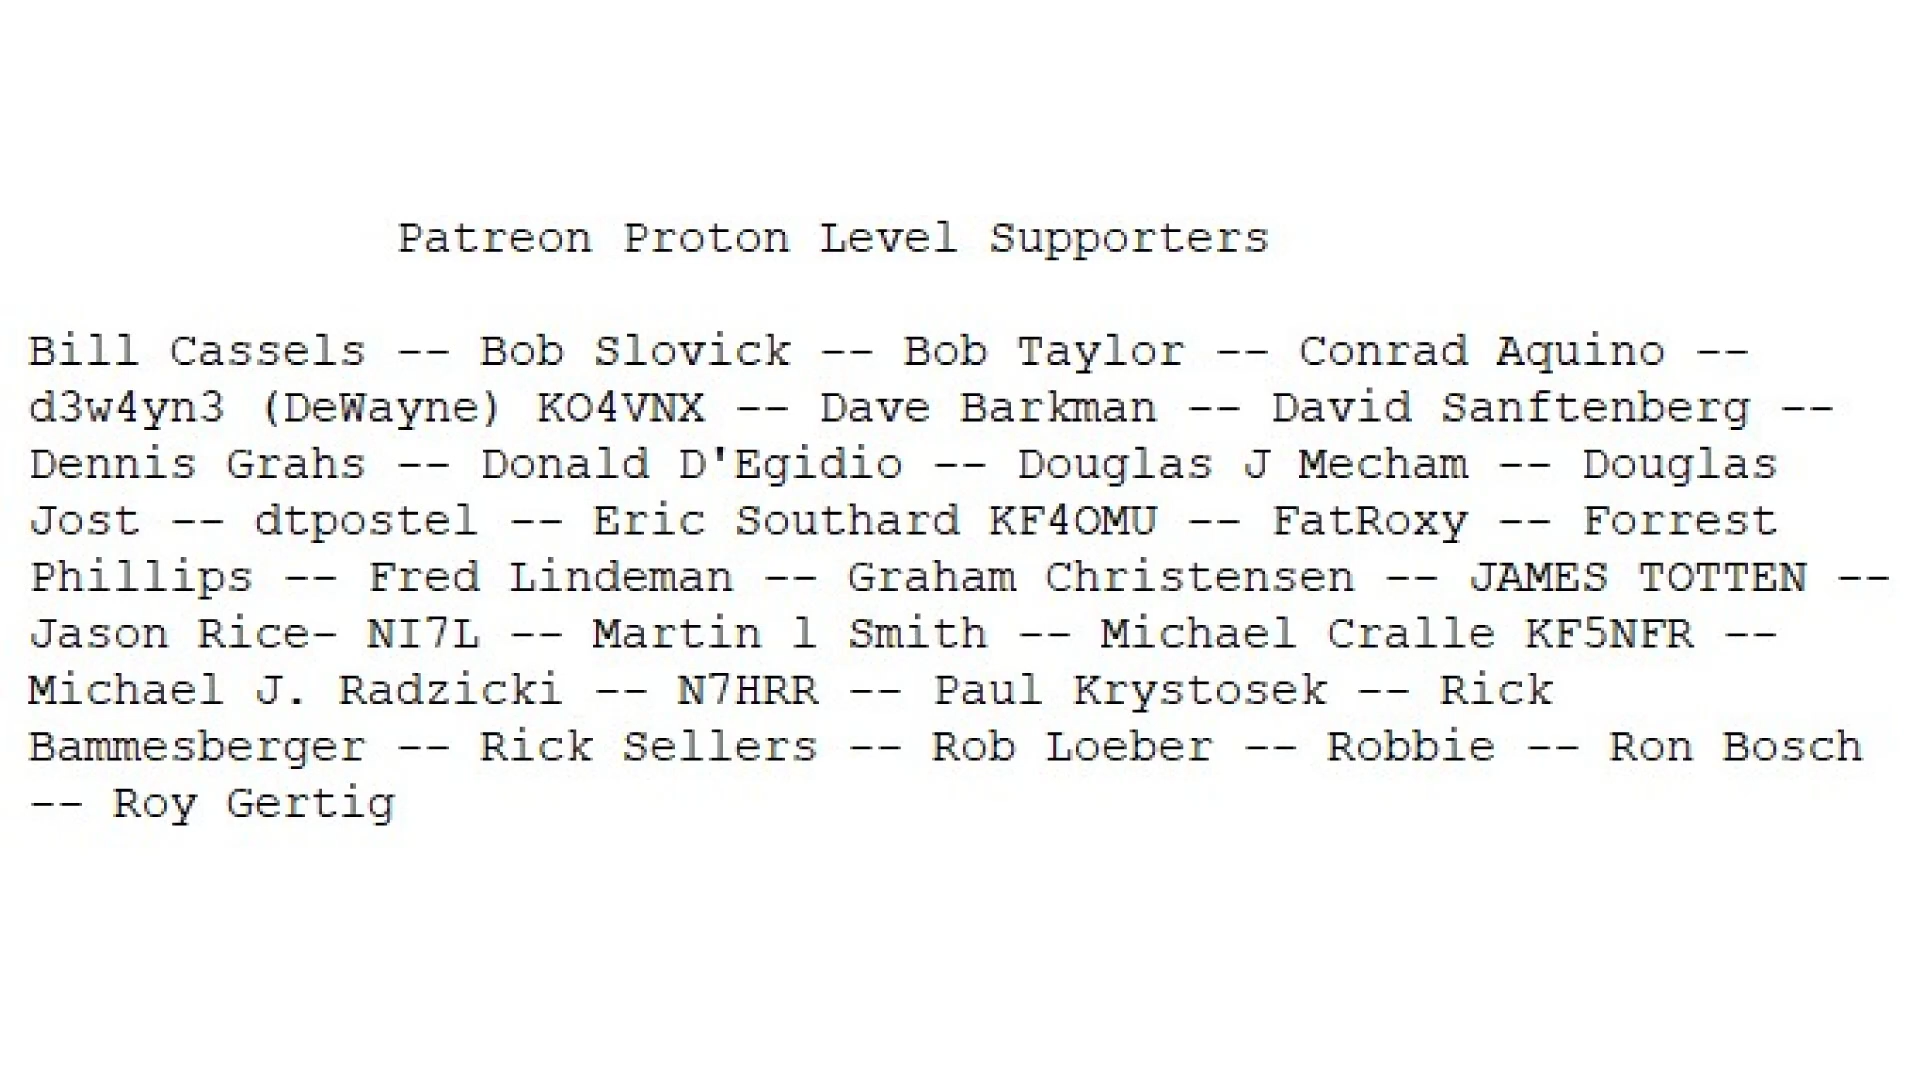 Patreon Proton Level Supporters
Bill Cassels -- Bob Slovick -- Bob Taylor -- Conrad Aquino --
d3w4yn3 (DeWayne) KO4VNX -- Dave Barkman -- David Sanftenberg --
Dennis Grahs -- Donald D'Egidio -- Douglas J Mecham -- Douglas
Jost -- dtpostel -- Eric Southard KF4OMU -- FatRoxy -- Forrest
Phillips -- Fred Lindeman -- Graham Christensen -- JAMES TOTTEN --
Jason Rice- NI7L -- Martin l Smith -- Michael Cralle KF5NFR --
Michael J. Radzicki -- N7HRR -- Paul Krystosek -- Rick
Bammesberger -- Rick Sellers -- Rob Loeber -- Robbie -- Ron Bosch
-- Roy Gertig